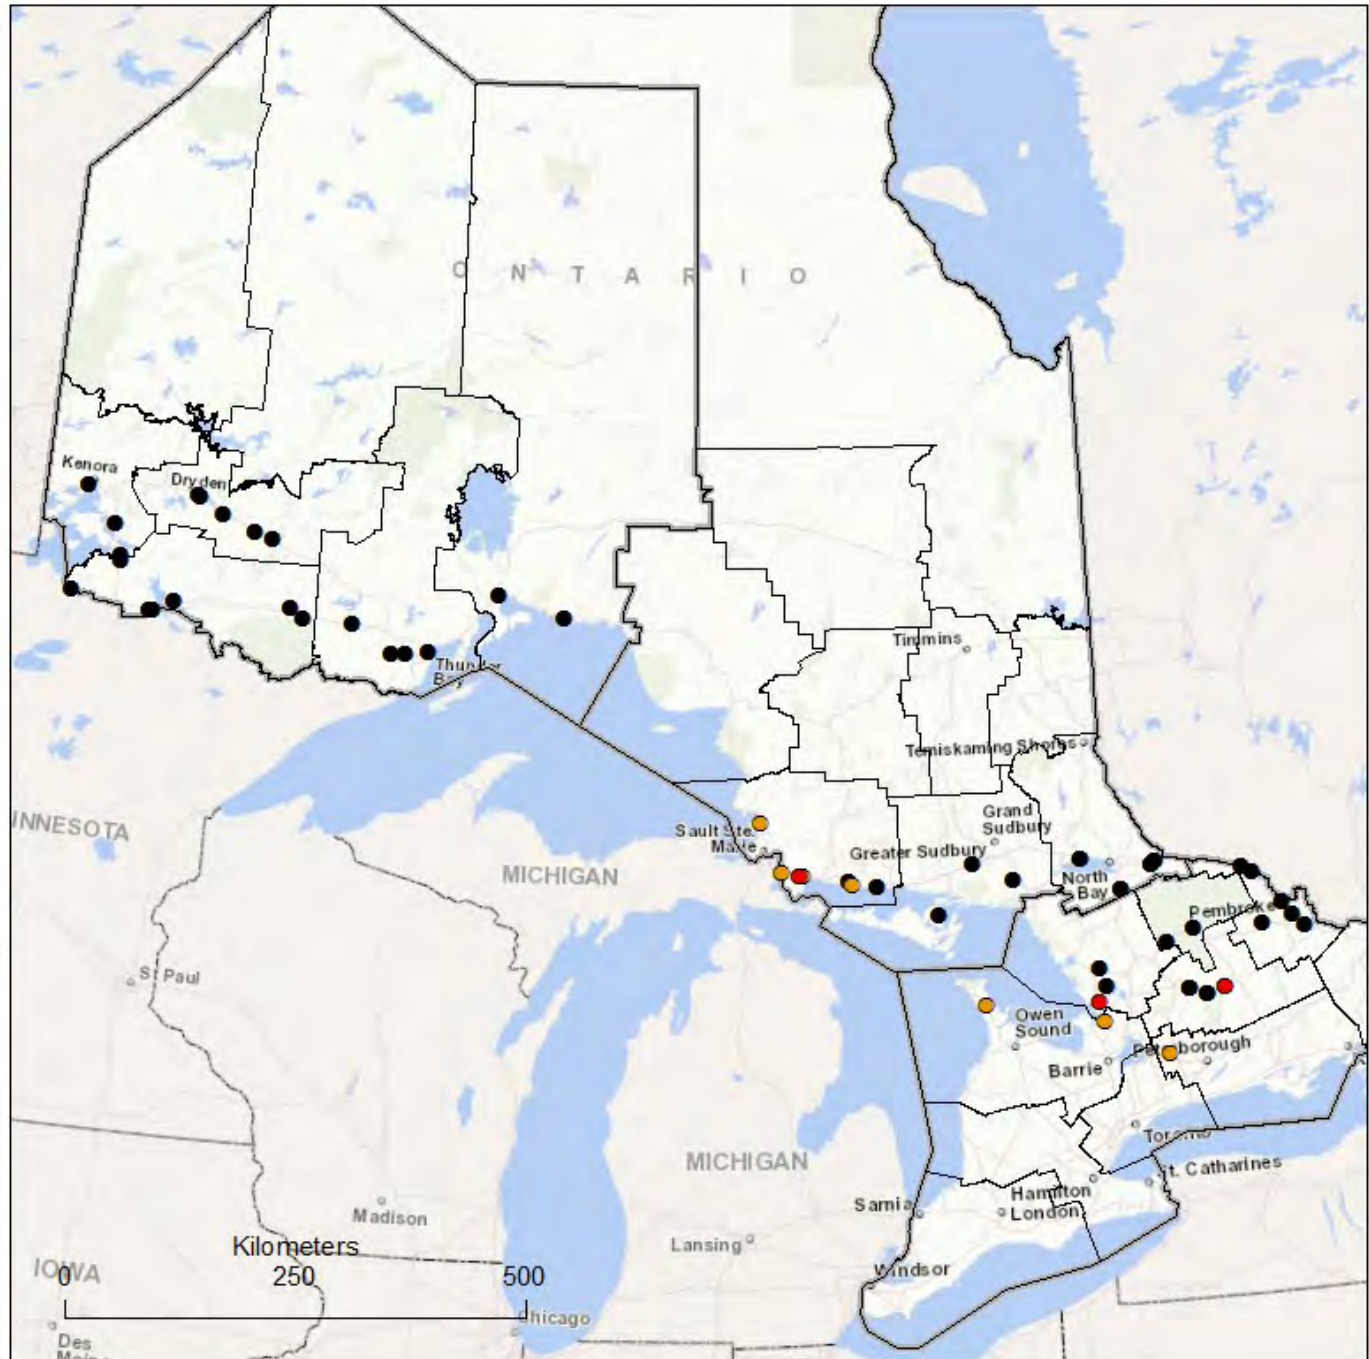 O N T A R I O
Kenora
Dryden
Thunder
Bay
Timmins
Temiskaming Shores
Grand
Sudbury
INNESOTA
Sault Ste.
Marie
Greater Sudbury
MICHIGAN
North
Bay
Pembroke
St Paul
Owen
Sound
Peterborough
Barrie
Toronto
MICHIGAN
St. Catharines
Hamilton
Sarnia
London
Madison
Lansing
Kilometers
IOWA
0 250 500
Windsor
Chicago
Des